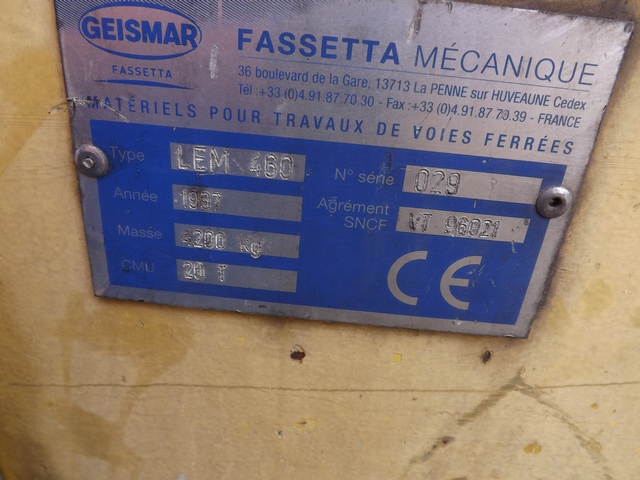 GEISMAR
FASSETTA
FASSETTA MÉCANIQUE
36 boulevard de la Gare, 13713 La PENNE sur HUVEAUNE Cedex
Tél :+33 (0)4.91.87.70.30 - Fax :+33 (0)4.91.87.70.39 - FRANCE
MATÉRIELS POUR TRAVAUX DE VOIES FERRÉES
Type LEM 460
N° série 029
Année 1997
Agrément SNCF VT 96021
Masse 4200 KG
CMU 20 T
CE